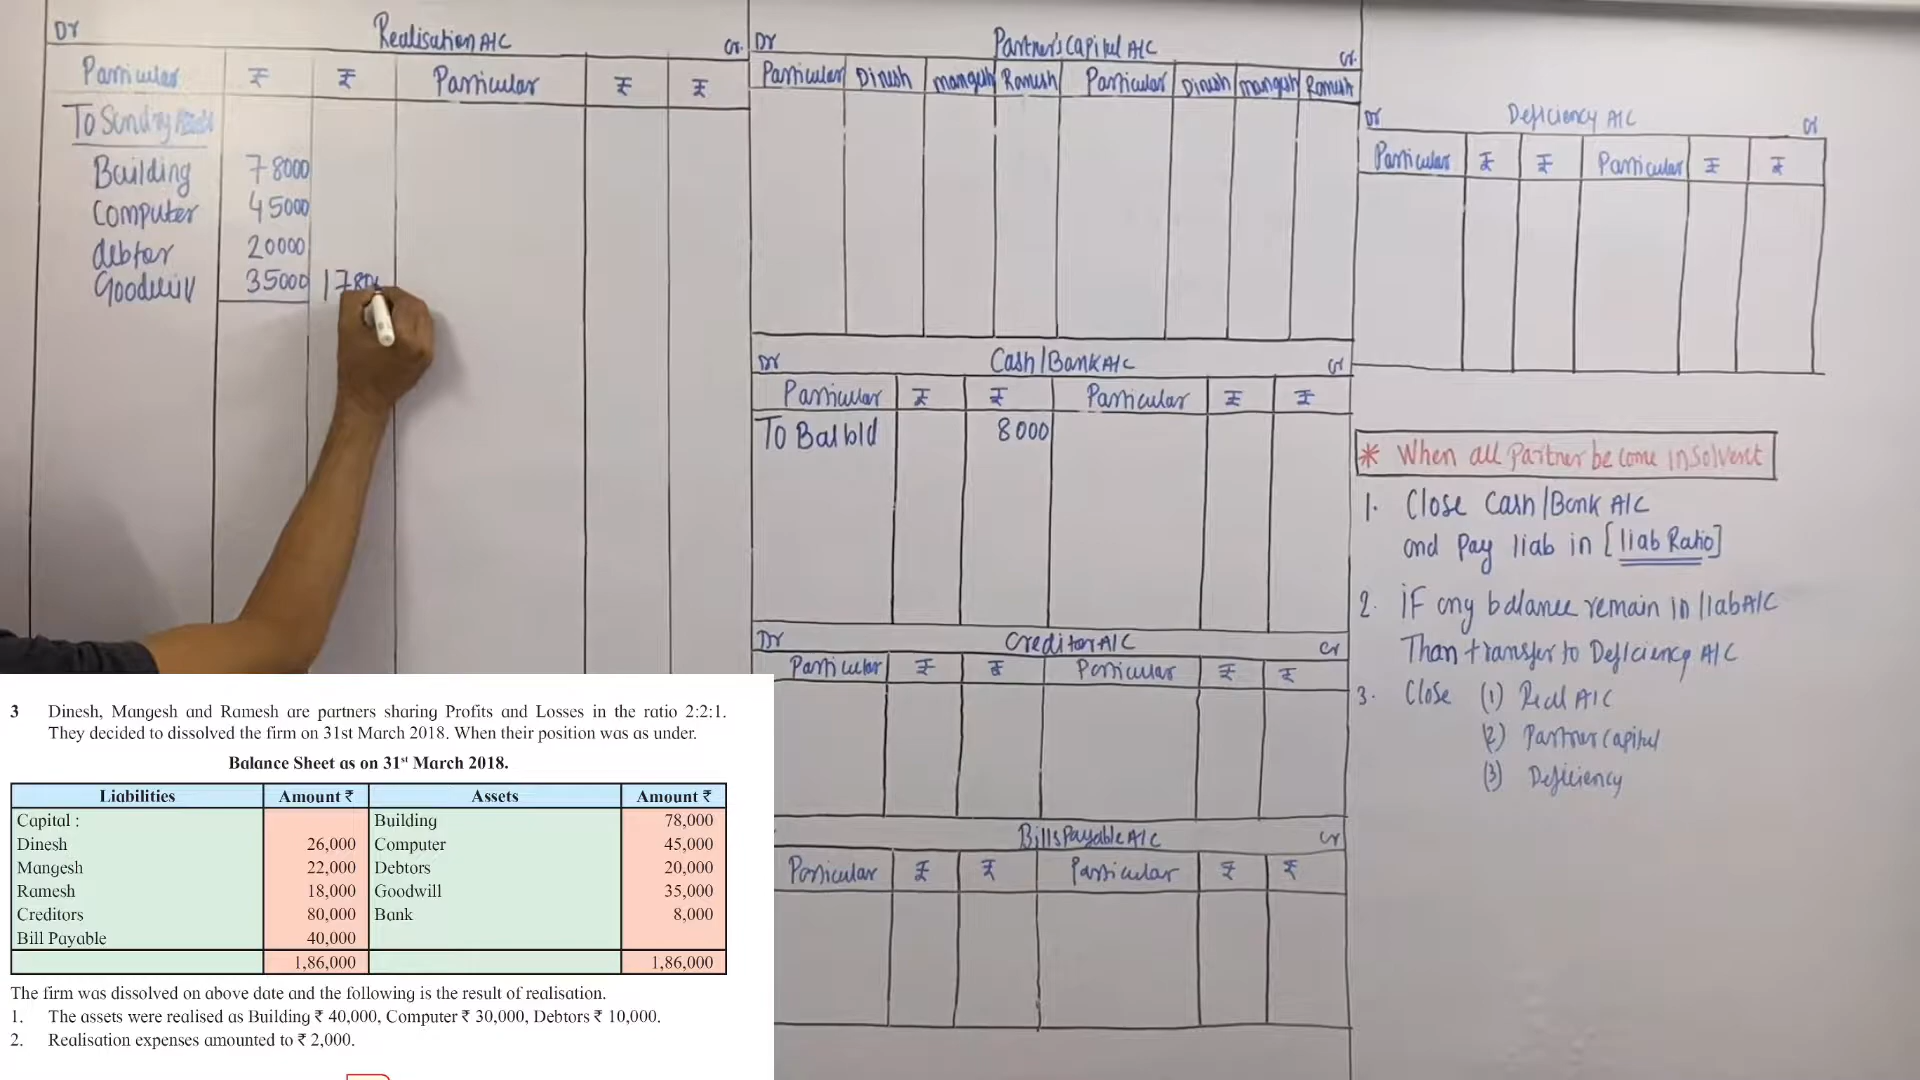 Dr Realisation A/C Cr.
Particular ₹ ₹ Particular ₹ ₹
To Sundry
Building 78000
Computer 45000
debtor 20000
Goodwill 35000 178
Dr Partner's Capital A/C Cr.
Particular Dinesh mangesh Ramesh Particular Dinesh mangesh Ramesh
Dr Deficiency A/C Cr
Particular ₹ ₹ Particular ₹ ₹
Dr Cash/Bank A/C Cr
Particular ₹ ₹ Particular ₹ ₹
To Bal b/d 8000
Dr Creditor A/C Cr
Particular ₹ ₹ Particular ₹ ₹
Bills Payable A/C Cr
Particular ₹ ₹ Particular ₹ ₹
* When all Partner become insolvent
1. Close Cash/Bank A/C
and pay liab in [liab Ratio]
2. if any balance remain in liab A/C
Than transfer to Deficiency A/C
3. Close (1) Real A/C
(2) Partner Capital
(3) Deficiency
3 Dinesh, Mangesh and Ramesh are partners sharing Profits and Losses in the ratio 2:2:1.
They decided to dissolved the firm on 31st March 2018. When their position was as under.
Balance Sheet as on 31st March 2018.
Liabilities Amount ₹ Assets Amount ₹
Capital : Building 78,000
Dinesh 26,000 Computer 45,000
Mangesh 22,000 Debtors 20,000
Ramesh 18,000 Goodwill 35,000
Creditors 80,000 Bank 8,000
Bill Payable 40,000
1,86,000 1,86,000
The firm was dissolved on above date and the following is the result of realisation.
1. The assets were realised as Building ₹ 40,000, Computer ₹ 30,000, Debtors ₹ 10,000.
2. Realisation expenses amounted to ₹ 2,000.